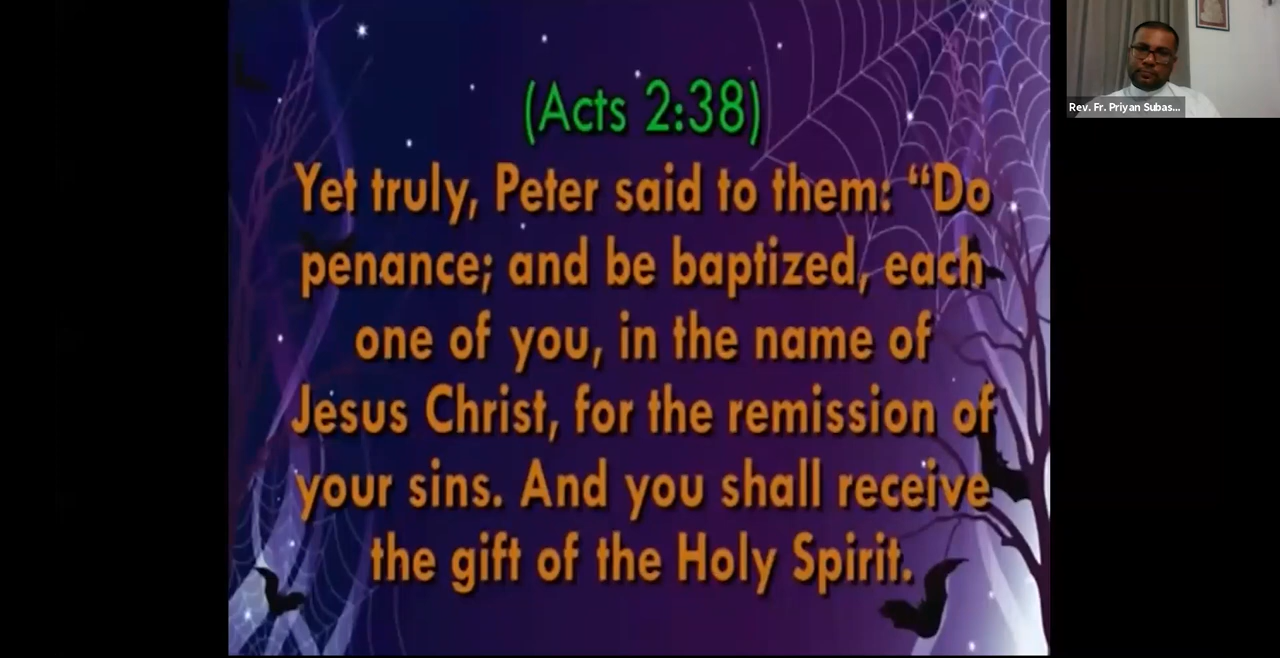 (Acts 2:38)
Yet truly, Peter said to them: “Do
penance; and be baptized, each
one of you, in the name of
Jesus Christ, for the remission of
your sins. And you shall receive
the gift of the Holy Spirit.
Rev. Fr. Priyan Subas...